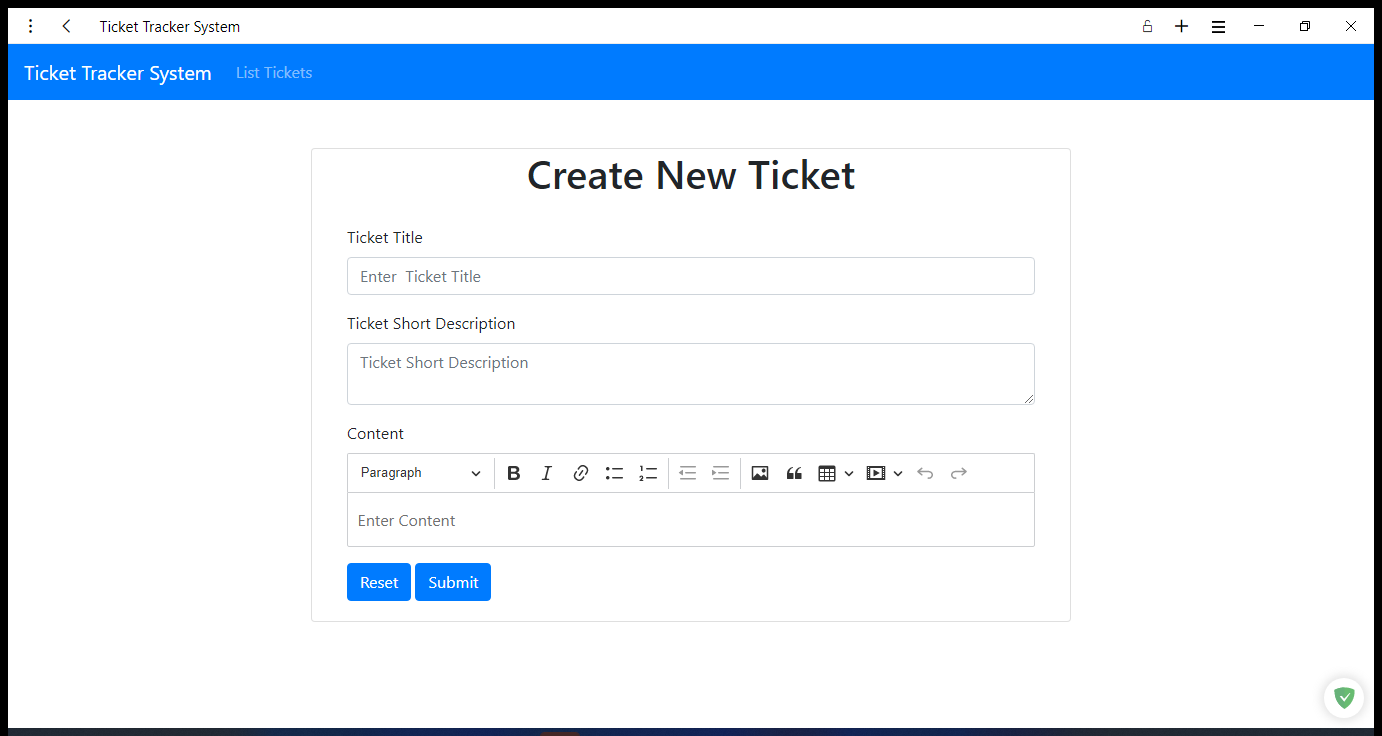 Ticket Tracker System
Ticket Tracker System List Tickets
Create New Ticket
Ticket Title
Enter  Ticket Title
Ticket Short Description
Ticket Short Description
Content
Paragraph
Enter Content
Reset Submit